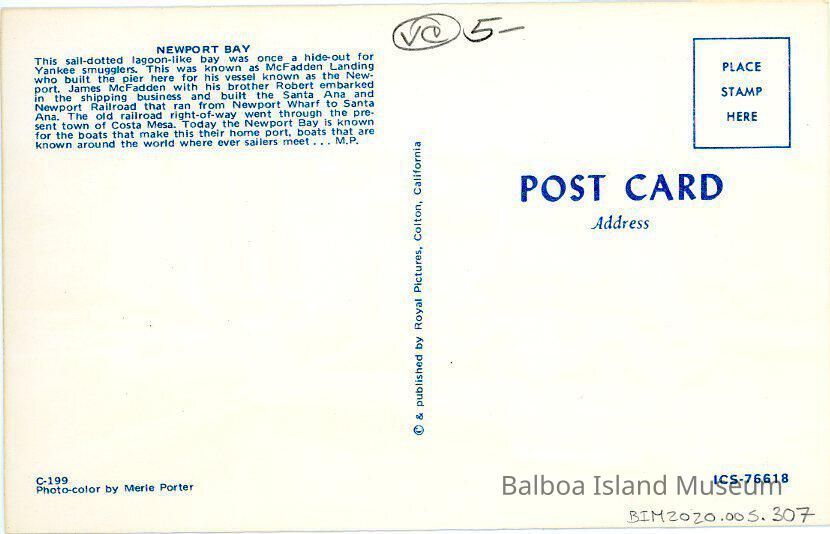 VG 5-
NEWPORT BAY
This sail-dotted lagoon-like bay was once a hide-out for
Yankee smugglers. This was known as McFadden Landing
who built the pier here for his vessel known as the New-
port. James McFadden with his brother Robert embarked
in the shipping business and built the Santa Ana and
Newport Railroad that ran from Newport Wharf to Santa
Ana. The old railroad right-of-way went through the pre-
sent town of Costa Mesa. Today the Newport Bay is known
for the boats that make this their home port, boats that are
known around the world where ever sailers meet . . . M.P.
PLACE
STAMP
HERE
POST CARD
Address
© & published by Royal Pictures, Colton, California
C-199
Photo-color by Merle Porter
ICS-76618
Balboa Island Museum
BIM2020.005.307